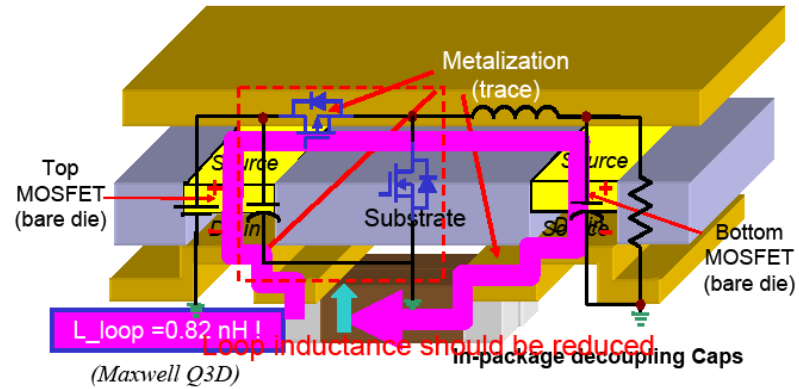 Metalization
(trace)
Top
MOSFET
(bare die)
Source
Source
Substrate
Drain
Source
Bottom
MOSFET
(bare die)
L_loop =0.82 nH !
Loop inductance should be reduced
In-package decoupling Caps
(Maxwell Q3D)